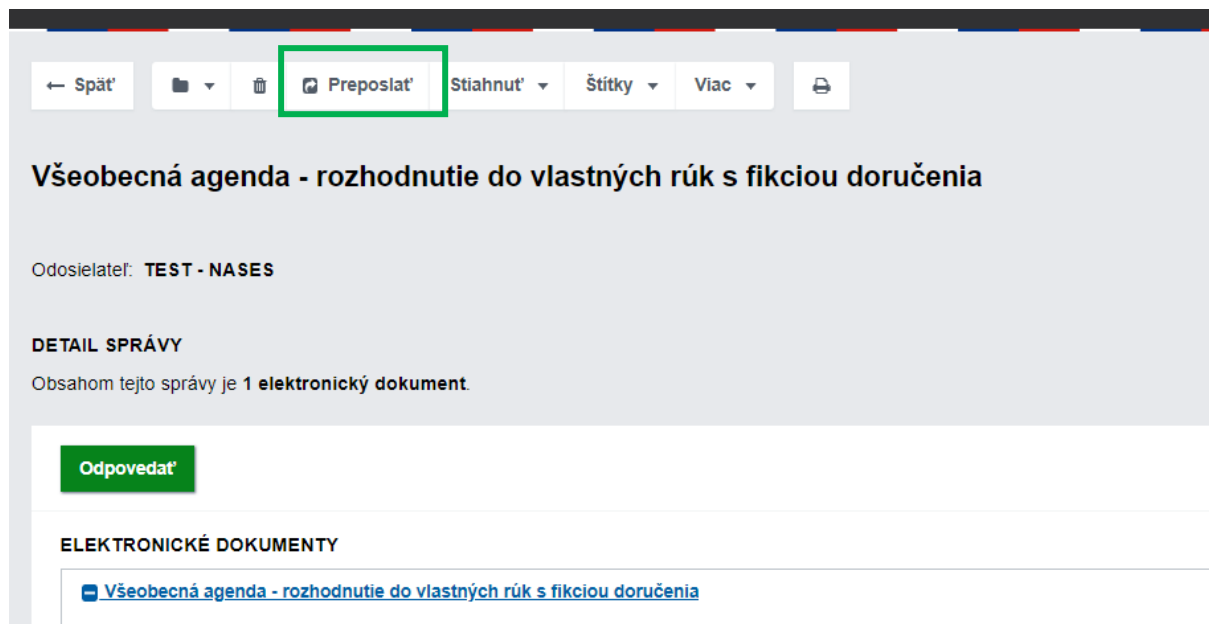 ← Späť Preposlať Stiahnuť Štítky Viac
Všeobecná agenda - rozhodnutie do vlastných rúk s fikciou doručenia
Odosielateľ: TEST - NASES
DETAIL SPRÁVY
Obsahom tejto správy je 1 elektronický dokument.
Odpovedať
ELEKTRONICKÉ DOKUMENTY
Všeobecná agenda - rozhodnutie do vlastných rúk s fikciou doručenia